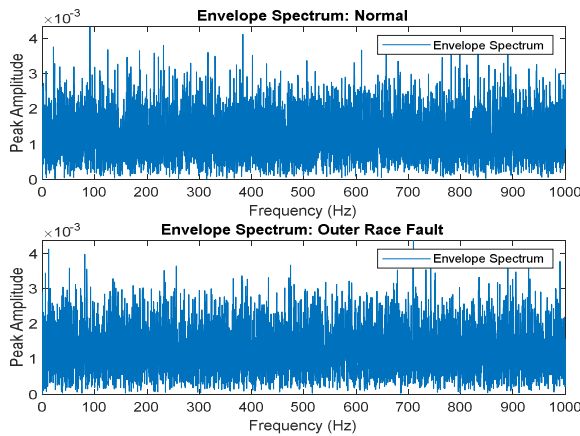 Envelope Spectrum: Normal
×10^-3
4
3
2
1
0
Peak Amplitude
Envelope Spectrum
0 100 200 300 400 500 600 700 800 900 1000
Frequency (Hz)
Envelope Spectrum: Outer Race Fault
×10^-3
4
3
2
1
0
Peak Amplitude
Envelope Spectrum
0 100 200 300 400 500 600 700 800 900 1000
Frequency (Hz)